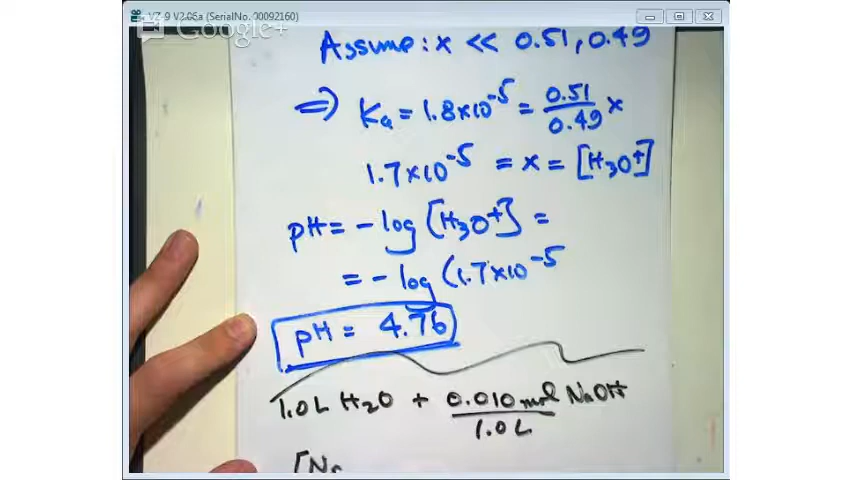 VZ-9 V2.06a (SerialNo. 00092160)
Google+
Assume: x << 0.51, 0.49
⇒ Ka = 1.8×10⁻⁵ = 0.51/0.49 x
1.7×10⁻⁵ = x = [H₃O⁺]
pH = - log [H₃O⁺] =
= - log (1.7×10⁻⁵
pH = 4.76
1.0 L H₂O + 0.010 mol/1.0 L NaOH
[Na